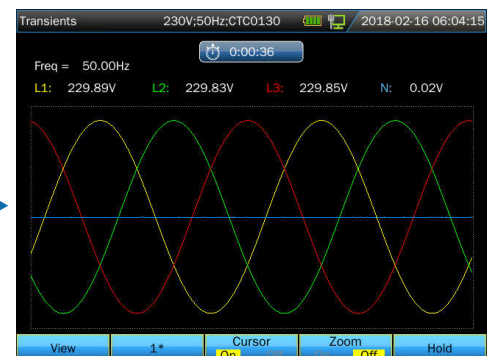 Transients 230V;50Hz;CTC0130 2018-02-16 06:04:15
0:00:36
Freq = 50.00Hz
L1: 229.89V L2: 229.83V L3: 229.85V N: 0.02V
View 1* Cursor Zoom Hold
On Off Off